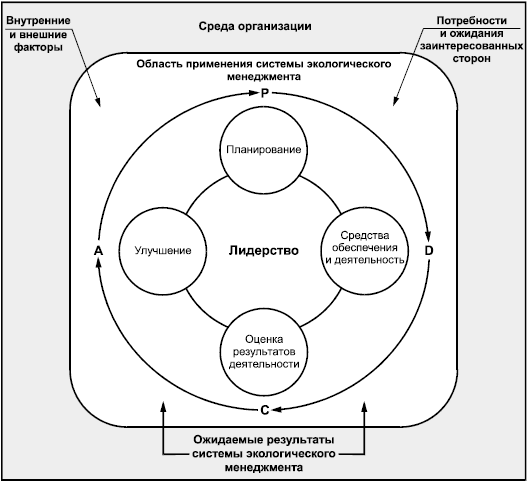 Среда организации
Внутренние
и внешние
факторы
Потребности
и ожидания
заинтересованных
сторон
Область применения системы экологического
менеджмента
P
Планирование
A
Улучшение
Лидерство
Средства
обеспечения
и деятельность
D
Оценка
результатов
деятельности
C
Ожидаемые результаты
системы экологического
менеджмента